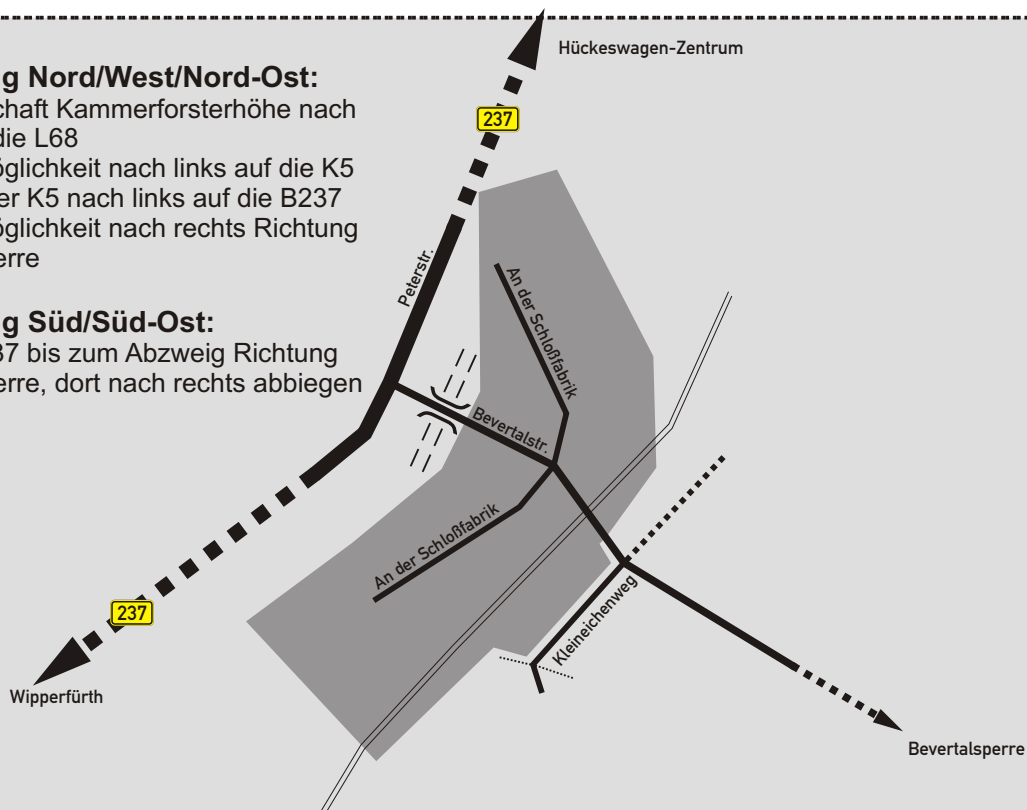 Hückeswagen-Zentrum
g Nord/West/Nord-Ost:
chaft Kammerforsterhöhe nach
die L68
öglichkeit nach links auf die K5
er K5 nach links auf die B237
öglichkeit nach rechts Richtung
erre
g Süd/Süd-Ost:
37 bis zum Abzweig Richtung
erre, dort nach rechts abbiegen
237
Peterstr.
An der Schloßfabrik
Bevertalstr.
An der Schloßfabrik
Kleineichenweg
237
Wipperfürth
Bevertalsperre